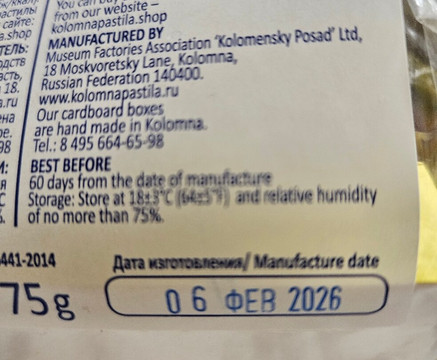 You can buy
from our website –
kolomnapastila.shop
MANUFACTURED BY
Museum Factories Association 'Kolomensky Posad' Ltd,
18 Moskvoretsky Lane, Kolomna,
Russian Federation 140400.
www.kolomnapastila.ru
Our cardboard boxes
are hand made in Kolomna.
Tel.: 8 495 664-65-98
BEST BEFORE
60 days from the date of manufacture
Storage: Store at 18±3°C (64±5°F) and relative humidity
of no more than 75%.
441-2014
75g
Дата изготовления/ Manufacture date
06 ФЕВ 2026